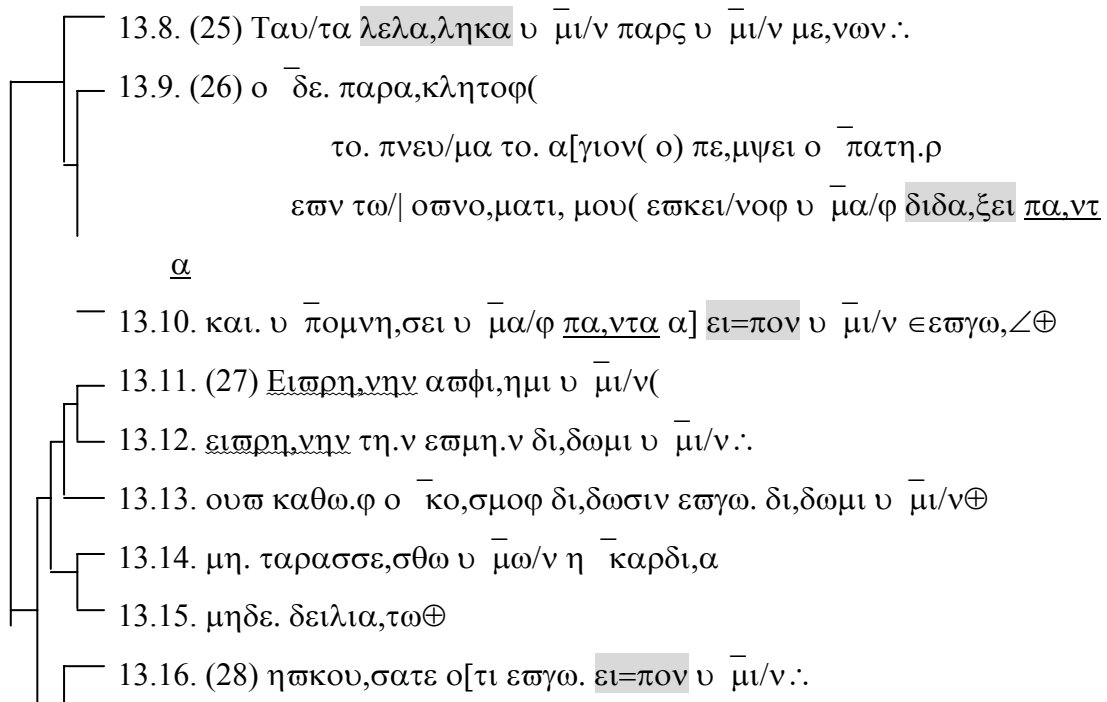 13.8. (25) Ταυ/τα λελα,ληκα υ ̅μι/ν παρς υ ̅μι/ν με,νων∴
13.9. (26) ο ̅δε. παρα,κλητοφ(
το. πνευ/μα το. α[γιον( ο) πε,μψει ο ̅πατη.ρ
εϖν τω/| οϖνο,ματι, μου( εϖκει/νοφ υ ̅μα/φ διδα,ξει πα,ντ
α
13.10. και. υ ̅πομνη,σει υ ̅μα/φ πα,ντα α] ει=πον υ ̅μι/ν ∈εϖγω,∠⊕
13.11. (27) Ειϖρη,νην αϖφι,ημι υ ̅μι/ν(
13.12. ειϖρη,νην τη.ν εϖμη.ν δι,δωμι υ ̅μι/ν∴
13.13. ουϖ καθω.φ ο ̅κο,σμοφ δι,δωσιν εϖγω. δι,δωμι υ ̅μι/ν⊕
13.14. μη. ταρασσε,σθω υ ̅μω/ν η ̅καρδι,α
13.15. μηδε. δειλια,τω⊕
13.16. (28) ηϖκου,σατε ο[τι εϖγω. ει=πον υ ̅μι/ν∴